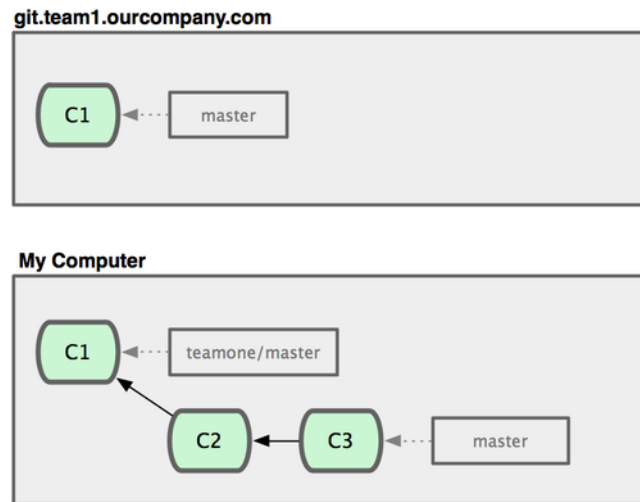 git.team1.ourcompany.com
C1
master
My Computer
C1
teamone/master
C2
C3
master